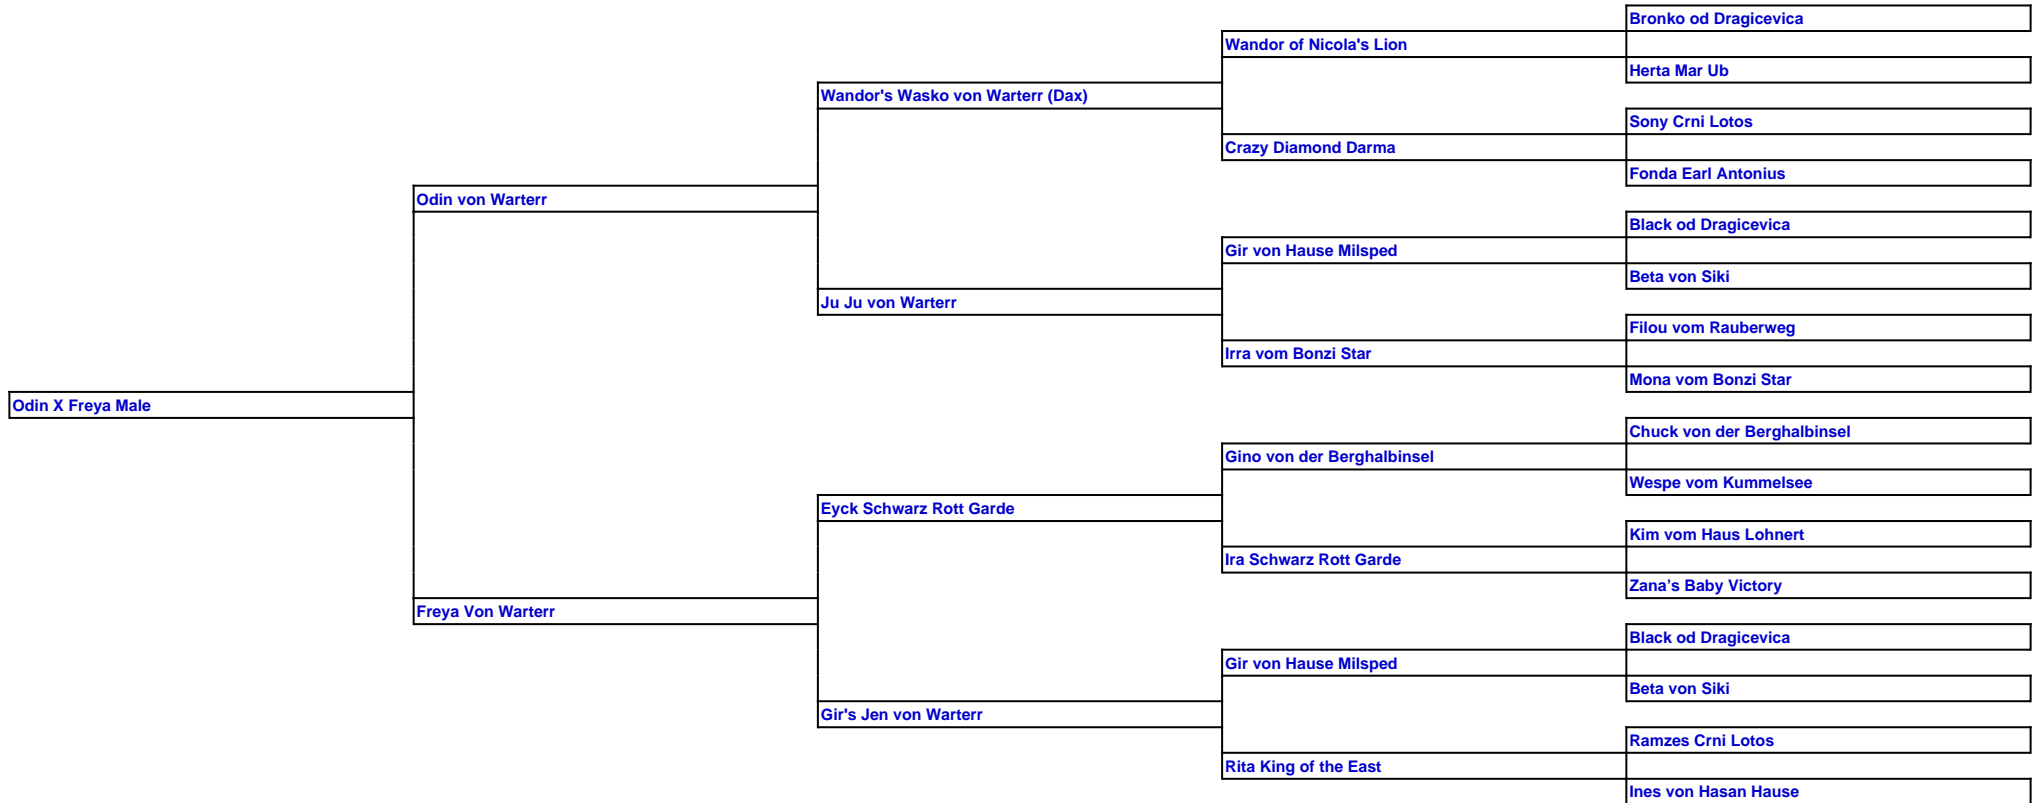 Bronko od Dragicevica
Wandor of Nicola's Lion
Herta Mar Ub
Wandor's Wasko von Warterr (Dax)
Sony Crni Lotos
Crazy Diamond Darma
Fonda Earl Antonius
Odin von Warterr
Black od Dragicevica
Gir von Hause Milsped
Beta von Siki
Ju Ju von Warterr
Filou vom Rauberweg
Irra vom Bonzi Star
Mona vom Bonzi Star
Odin X Freya Male
Chuck von der Berghalbinsel
Gino von der Berghalbinsel
Wespe vom Kummelsee
Eyck Schwarz Rott Garde
Kim vom Haus Lohnert
Ira Schwarz Rott Garde
Zana’s Baby Victory
Freya Von Warterr
Black od Dragicevica
Gir von Hause Milsped
Beta von Siki
Gir's Jen von Warterr
Ramzes Crni Lotos
Rita King of the East
Ines von Hasan Hause